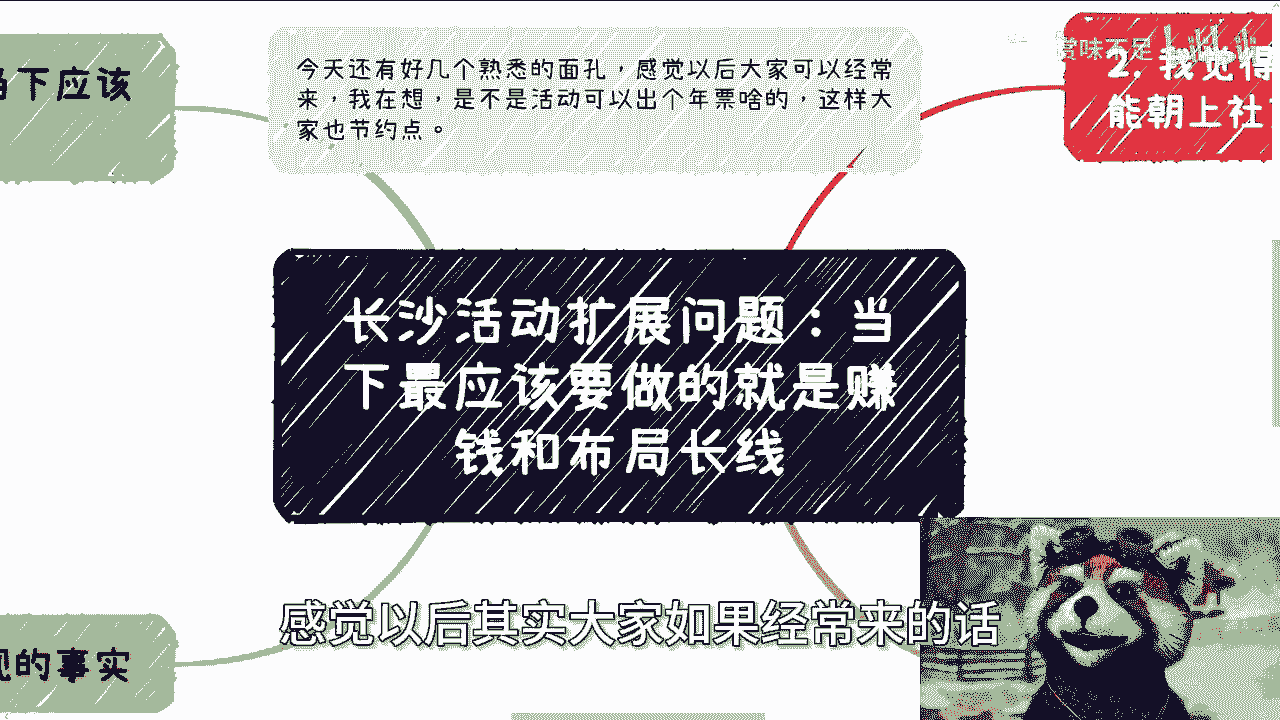 当下应该
今天还有好几个熟悉的面孔，感觉以后大家可以经常
来，我在想，是不是活动可以出个年票啥的，这样大
家也节约点。
赏味不足
2. 我觉得
能朝上社
长沙活动扩展问题：当
下最应该要做的就是赚
钱和布局长线
观的事实
感觉以后其实大家如果经常来的话